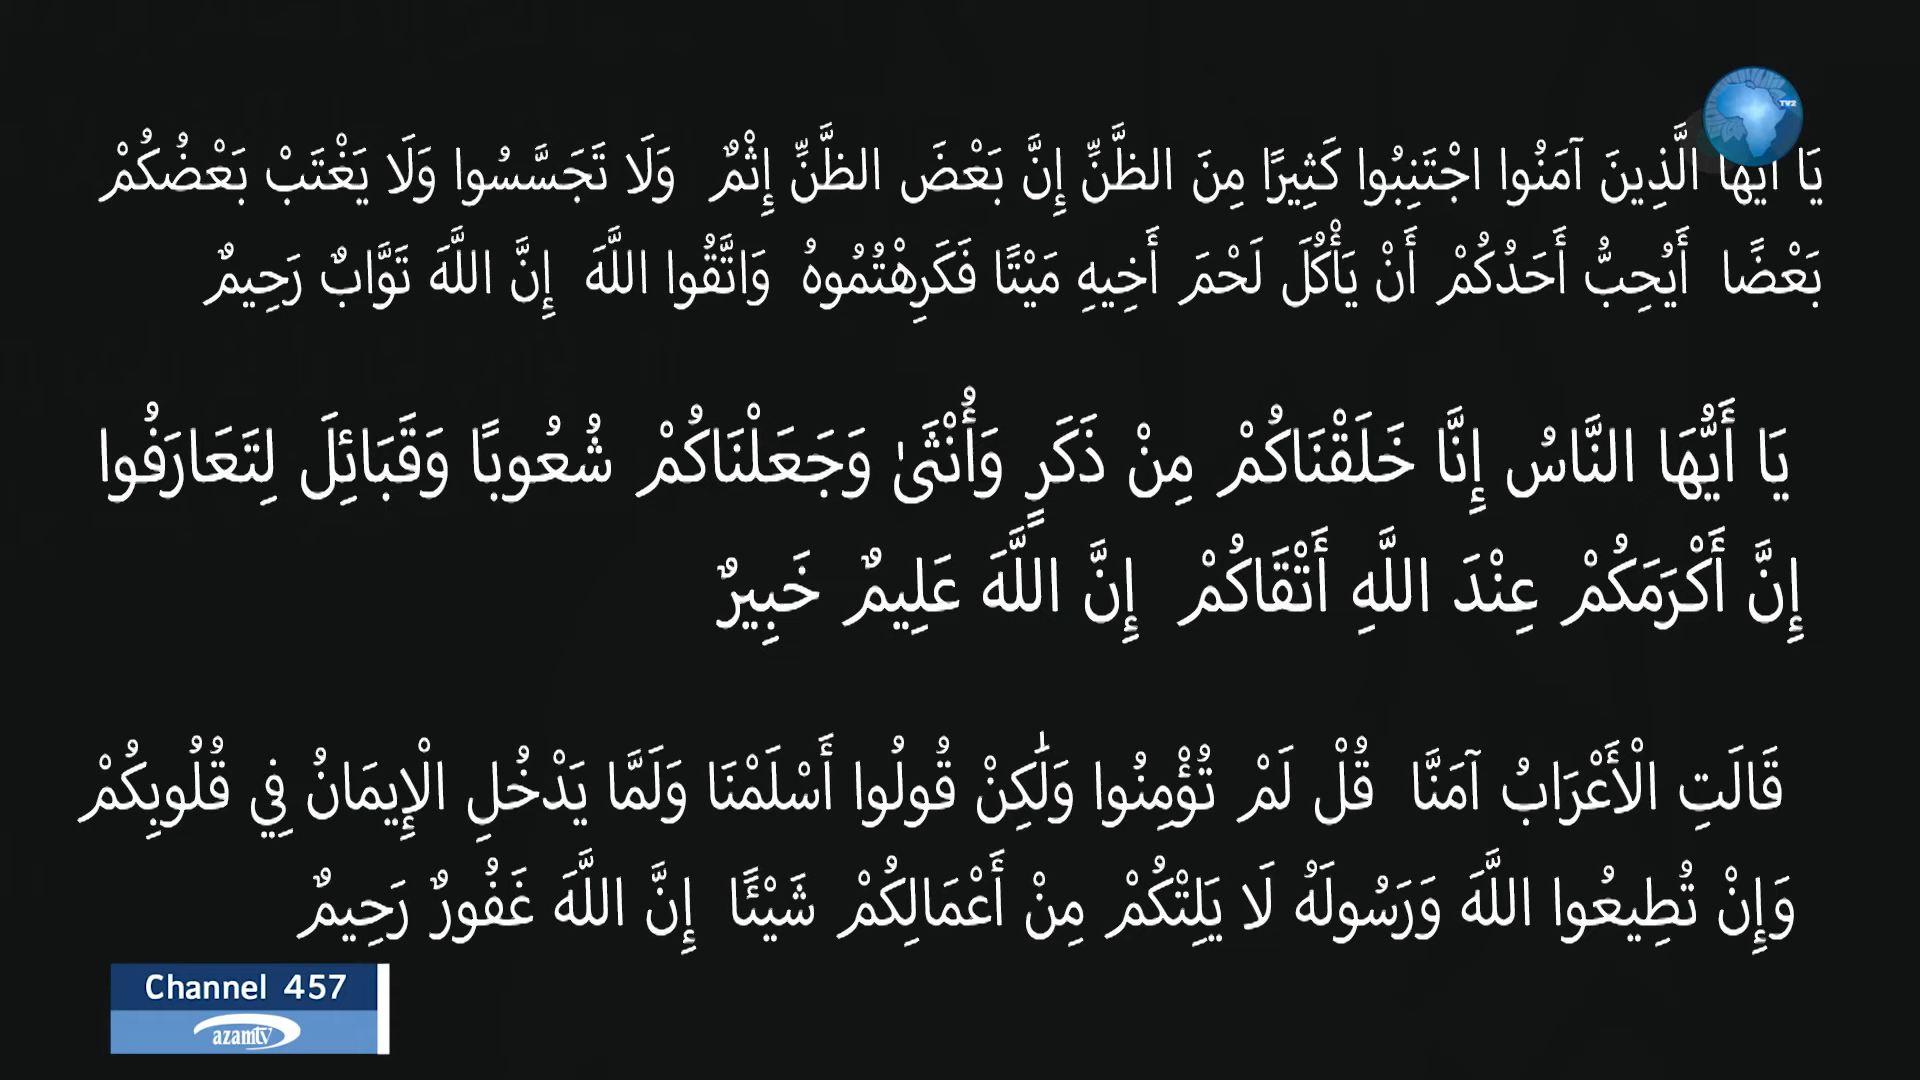 TV2
يَا أَيُّهَا الَّذِينَ آمَنُوا اجْتَنِبُوا كَثِيرًا مِنَ الظَّنِّ إِنَّ بَعْضَ الظَّنِّ إِثْمٌ وَلَا تَجَسَّسُوا وَلَا يَغْتَبْ بَعْضُكُمْ
بَعْضًا أَيُحِبُّ أَحَدُكُمْ أَنْ يَأْكُلَ لَحْمَ أَخِيهِ مَيْتًا فَكَرِهْتُمُوهُ وَاتَّقُوا اللَّهَ إِنَّ اللَّهَ تَوَّابٌ رَحِيمٌ
يَا أَيُّهَا النَّاسُ إِنَّا خَلَقْنَاكُمْ مِنْ ذَكَرٍ وَأُنْثَىٰ وَجَعَلْنَاكُمْ شُعُوبًا وَقَبَائِلَ لِتَعَارَفُوا
إِنَّ أَكْرَمَكُمْ عِنْدَ اللَّهِ أَتْقَاكُمْ إِنَّ اللَّهَ عَلِيمٌ خَبِيرٌ
قَالَتِ الْأَعْرَابُ آمَنَّا قُلْ لَمْ تُؤْمِنُوا وَلَٰكِنْ قُولُوا أَسْلَمْنَا وَلَمَّا يَدْخُلِ الْإِيمَانُ فِي قُلُوبِكُمْ
وَإِنْ تُطِيعُوا اللَّهَ وَرَسُولَهُ لَا يَلِتْكُمْ مِنْ أَعْمَالِكُمْ شَيْئًا إِنَّ اللَّهَ غَفُورٌ رَحِيمٌ
Channel 457
azamtv